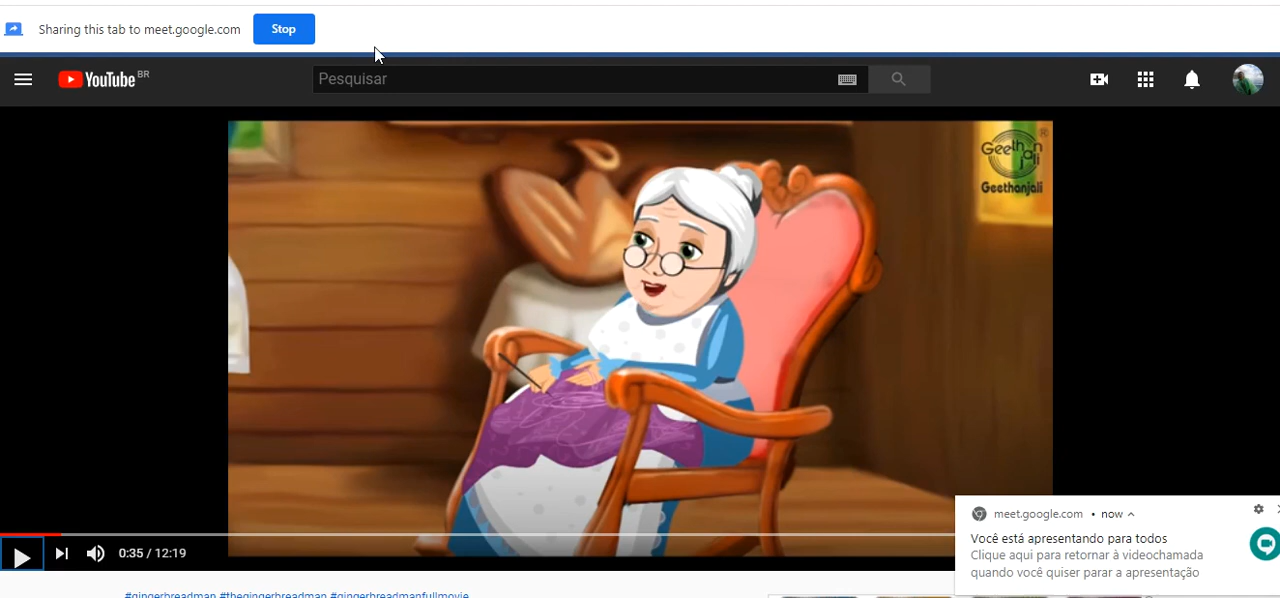 Sharing this tab to meet.google.com
Stop
YouTube BR
Pesquisar
Geethanjali ®
Geethanjali
meet.google.com • now
Você está apresentando para todos
Clique aqui para retornar à videochamada
quando você quiser parar a apresentação
0:35 / 12:19
#gingerbreadman #thegingerbreadman #gingerbreadmanfullmovie